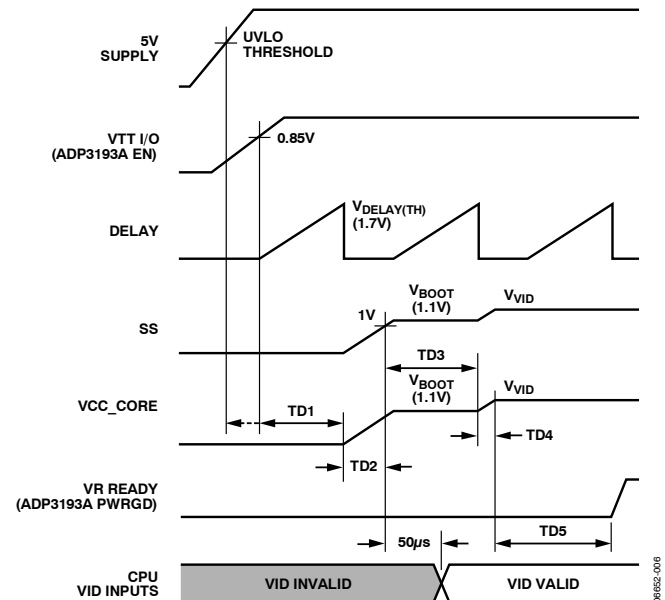 5V
SUPPLY
UVLO
THRESHOLD
VTT I/O
(ADP3193A EN)
0.85V
DELAY
VDELAY(TH)
(1.7V)
SS
1V
VBOOT
(1.1V)
VVID
TD3
VCC_CORE
VBOOT
(1.1V)
VVID
TD1
TD4
TD2
VR READY
(ADP3193A PWRGD)
TD5
50µs
CPU
VID INPUTS
VID INVALID
VID VALID
06652-006